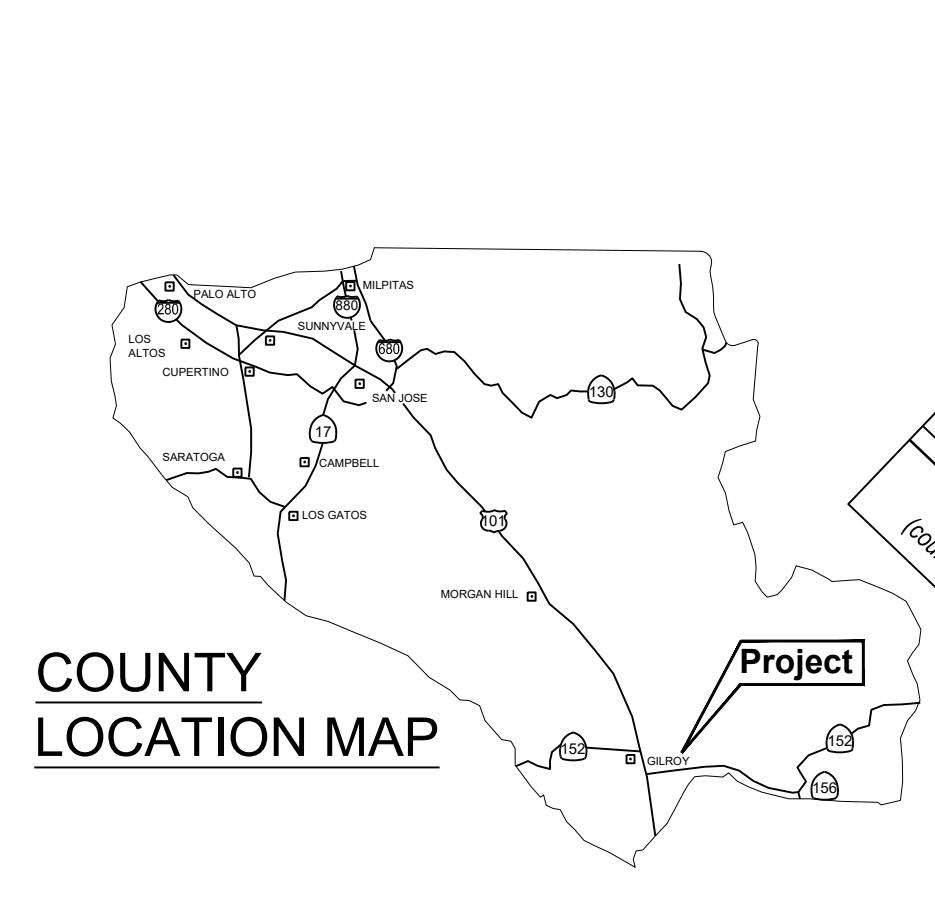 MILPITAS
PALO ALTO
280
880
SUNNYVALE
LOS
ALTOS
680
CUPERTINO
130
SAN JOSE
17
SARATOGA
CAMPBELL
LOS GATOS
101
MORGAN HILL
COUNTY
LOCATION MAP
Project
152
152
GILROY
156